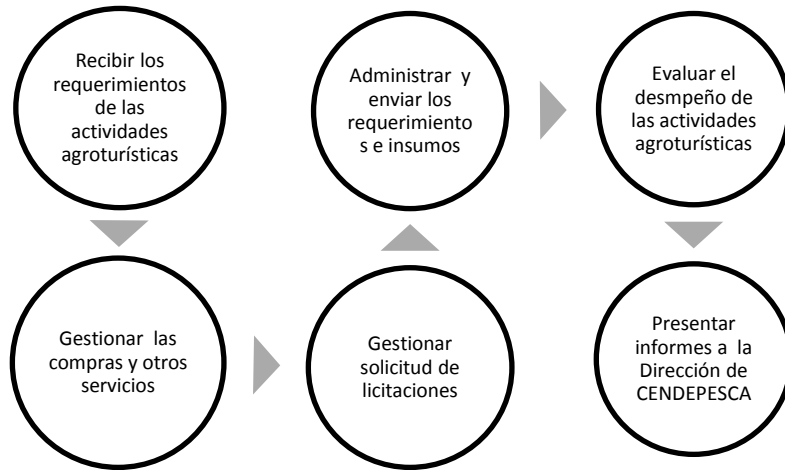 Recibir los
requerimientos
de las
actividades
agroturísticas
Gestionar las
compras y otros
servicios
Gestionar
solicitud de
licitaciones
Administrar y
enviar los
requerimiento
s e insumos
Evaluar el
desempeño de
las actividades
agroturísticas
Presentar
informes a la
Dirección de
CENDEPESCA